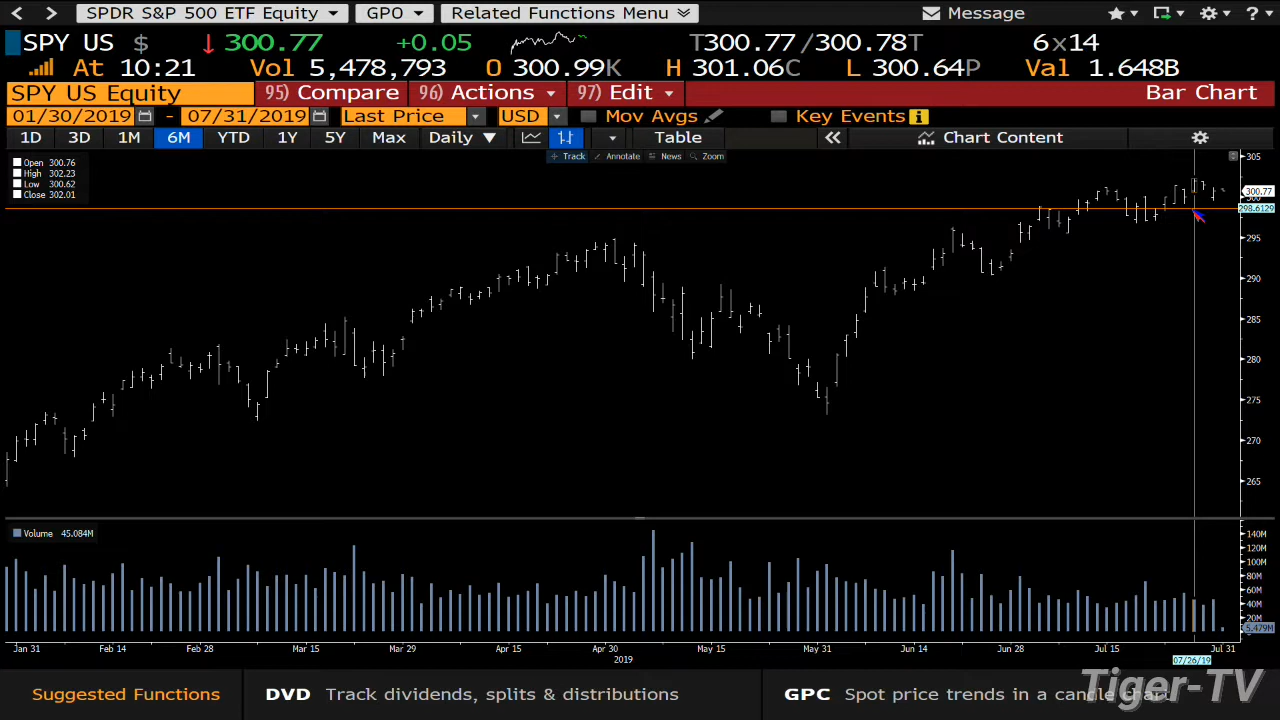 SPDR S&P 500 ETF Equity GPO Related Functions Menu Message
SPY US $ 300.77 +0.05 T300.77/300.78T 6x14
At 10:21 Vol 5,478,793 O 300.99K H 301.06C L 300.64P Val 1.648B
SPY US Equity 95) Compare 96) Actions 97) Edit Bar Chart
01/30/2019 - 07/31/2019 Last Price USD Mov Avgs Key Events
1D 3D 1M 6M YTD 1Y 5Y Max Daily Table Chart Content
Track Annotate News Zoom
Open 300.76
High 302.23
Low 300.62
Close 302.01
305
300.77
300
298.6129
295
290
285
280
275
270
265
Volume 45.084M
140M
120M
100M
80M
60M
40M
20M
5.479M
Jan 31 Feb 14 Feb 28 Mar 15 Mar 29 Apr 15 Apr 30 May 15 May 31 Jun 14 Jun 28 Jul 15 Jul 31
2019 07/26/19
Suggested Functions DVD Track dividends, splits & distributions GPC Spot price trends in a candle chart
Tiger-TV